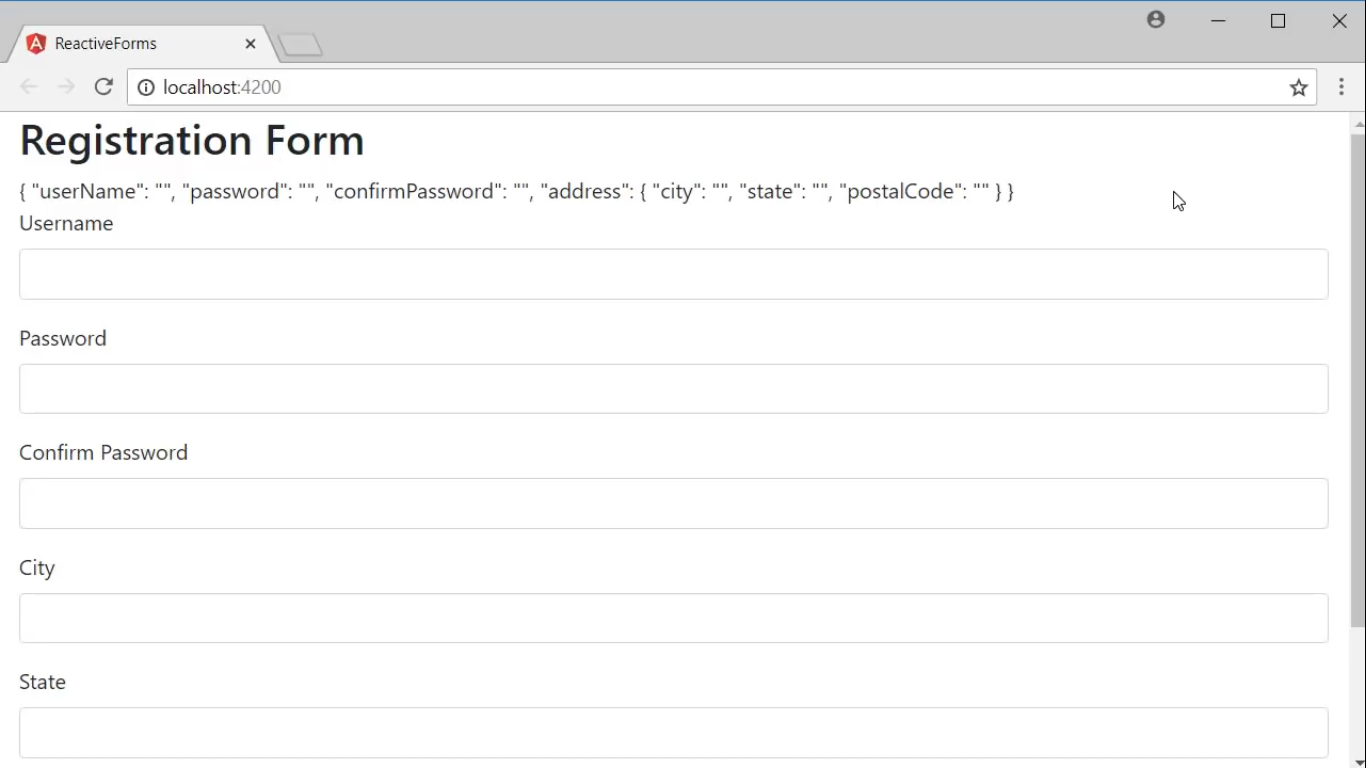 ReactiveForms
localhost:4200
Registration Form
{ "userName": "", "password": "", "confirmPassword": "", "address": { "city": "", "state": "", "postalCode": "" } }
Username
Password
Confirm Password
City
State